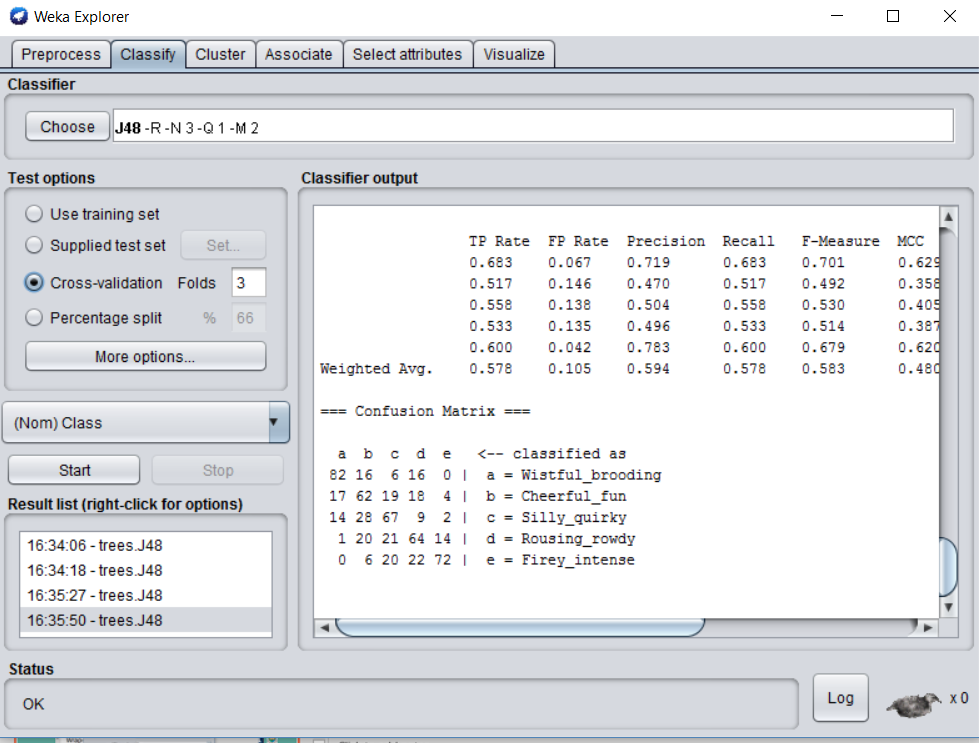 Weka Explorer
Preprocess Classify Cluster Associate Select attributes Visualize
Classifier
Choose J48 -R -N 3 -Q 1 -M 2
Test options
Use training set
Supplied test set Set...
Cross-validation Folds 3
Percentage split % 66
More options...
(Nom) Class
Start Stop
Result list (right-click for options)
16:34:06 - trees.J48
16:34:18 - trees.J48
16:35:27 - trees.J48
16:35:50 - trees.J48
Classifier output
TP Rate FP Rate Precision Recall F-Measure MCC
0.683 0.067 0.719 0.683 0.701 0.629
0.517 0.146 0.470 0.517 0.492 0.358
0.558 0.138 0.504 0.558 0.530 0.405
0.533 0.135 0.496 0.533 0.514 0.387
0.600 0.042 0.783 0.600 0.679 0.620
Weighted Avg. 0.578 0.105 0.594 0.578 0.583 0.480
=== Confusion Matrix ===
a b c d e <-- classified as
82 16 6 16 0 | a = Wistful_brooding
17 62 19 18 4 | b = Cheerful_fun
14 28 67 9 2 | c = Silly_quirky
1 20 21 64 14 | d = Rousing_rowdy
0 6 20 22 72 | e = Firey_intense
Status
OK
Log
x 0